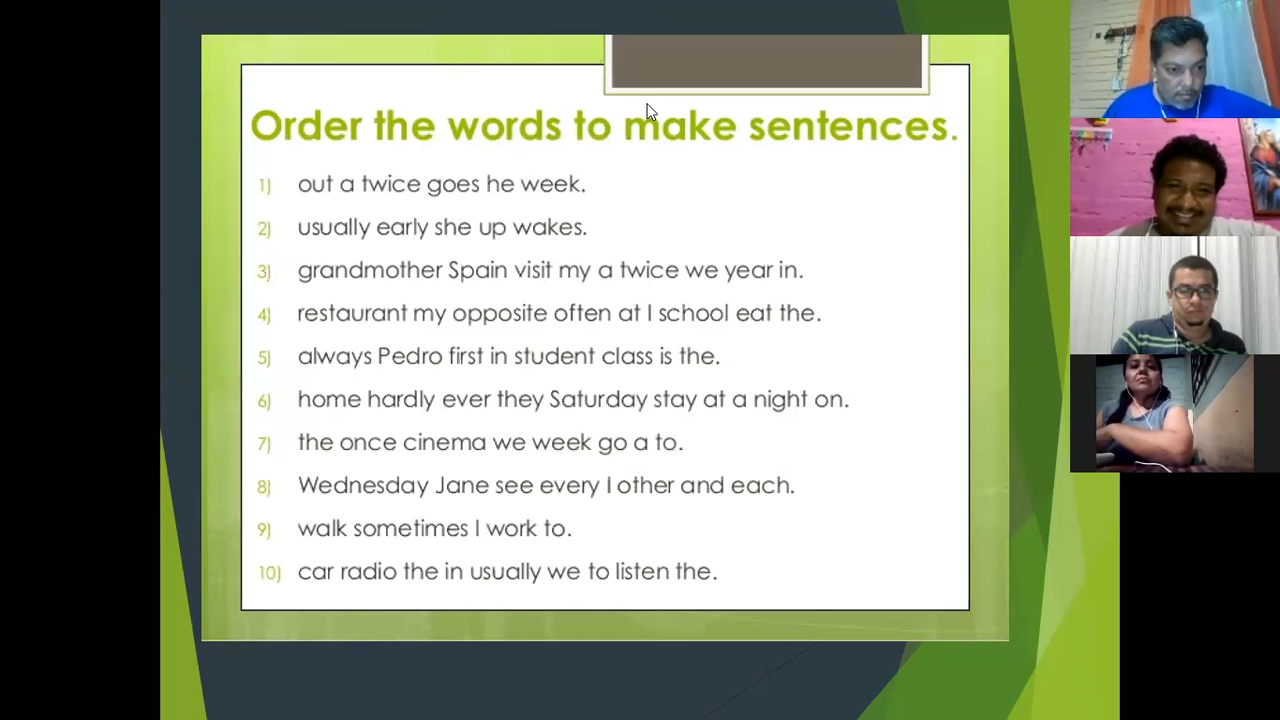 Order the words to make sentences.
1) out a twice goes he week.
2) usually early she up wakes.
3) grandmother Spain visit my a twice we year in.
4) restaurant my opposite often at I school eat the.
5) always Pedro first in student class is the.
6) home hardly ever they Saturday stay at a night on.
7) the once cinema we week go a to.
8) Wednesday Jane see every I other and each.
9) walk sometimes I work to.
10) car radio the in usually we to listen the.